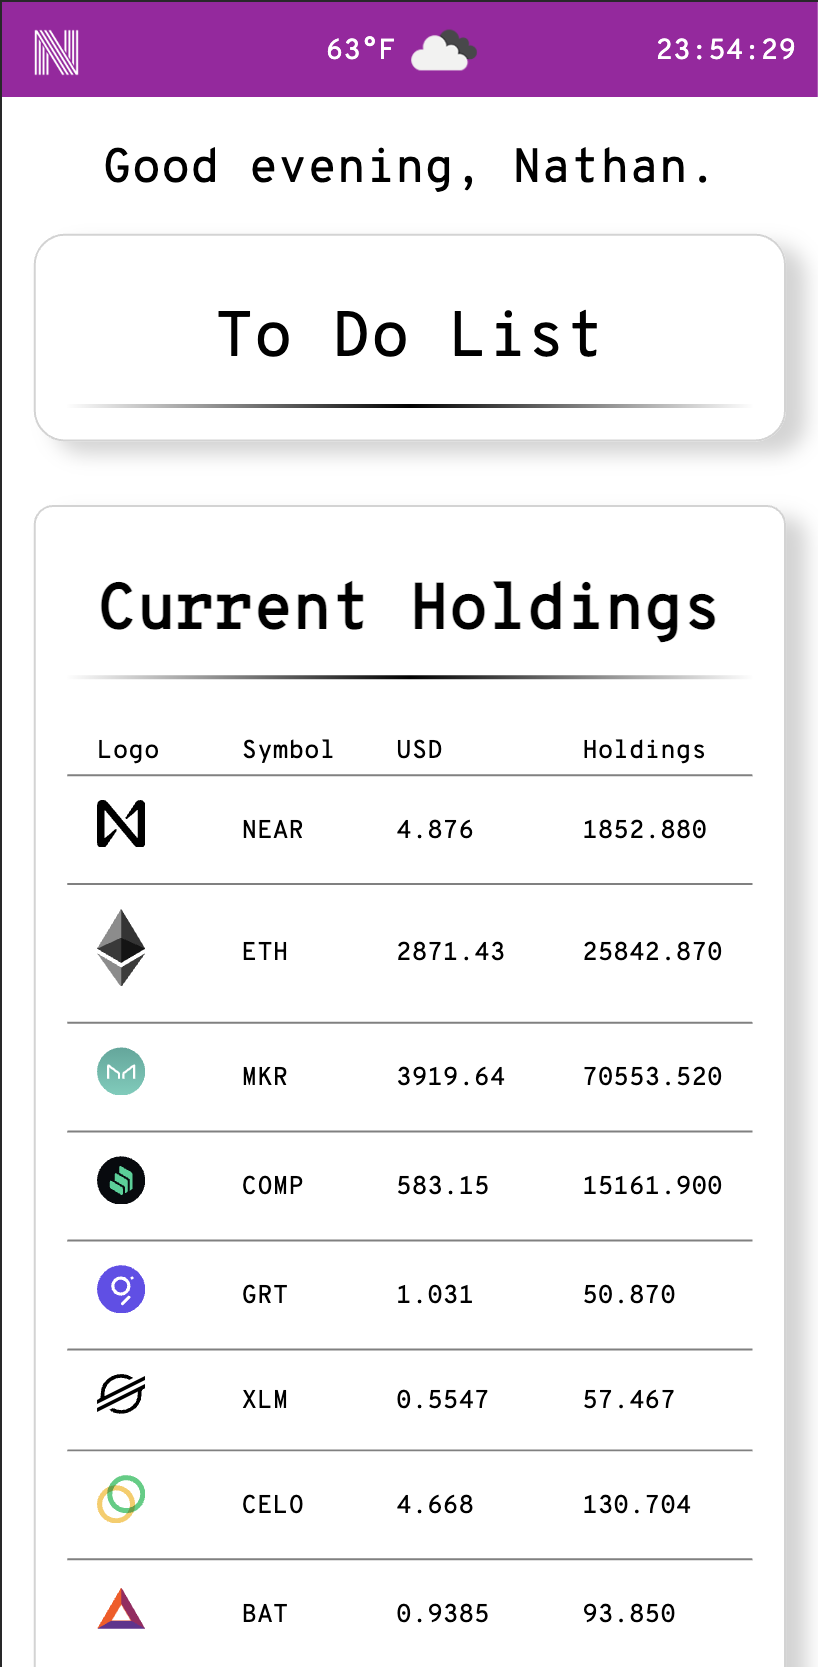 N
63°F
23:54:29
Good evening, Nathan.
To Do List
Current Holdings
Logo Symbol USD Holdings
NEAR 4.876 1852.880
ETH 2871.43 25842.870
MKR 3919.64 70553.520
COMP 583.15 15161.900
GRT 1.031 50.870
XLM 0.5547 57.467
CELO 4.668 130.704
BAT 0.9385 93.850